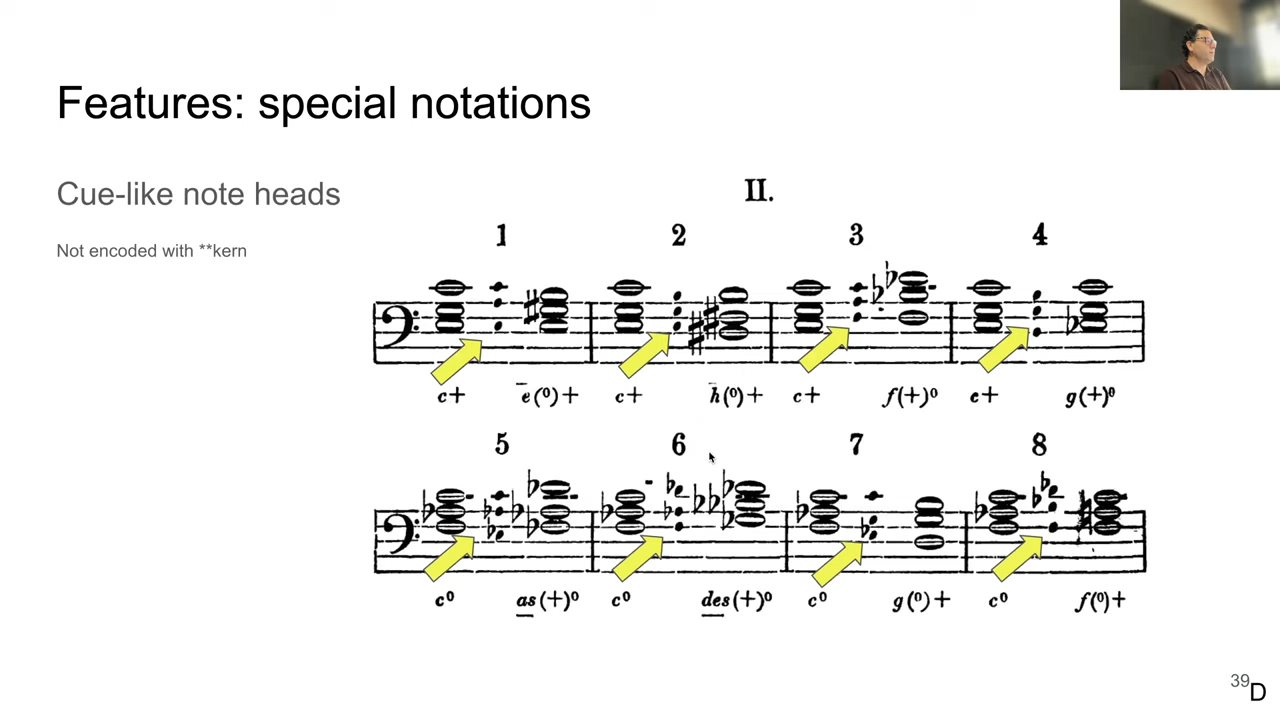 Features: special notations
Cue-like note heads
Not encoded with **kern
II.
1 2 3 4
c+ e(⁰)+ c+ h(⁰)+ c+ f(+)⁰ c+ g(+)⁰
5 6 7 8
c⁰ as(+)⁰ c⁰ des(+)⁰ c⁰ g(⁰)+ c⁰ f(⁰)+
39
D